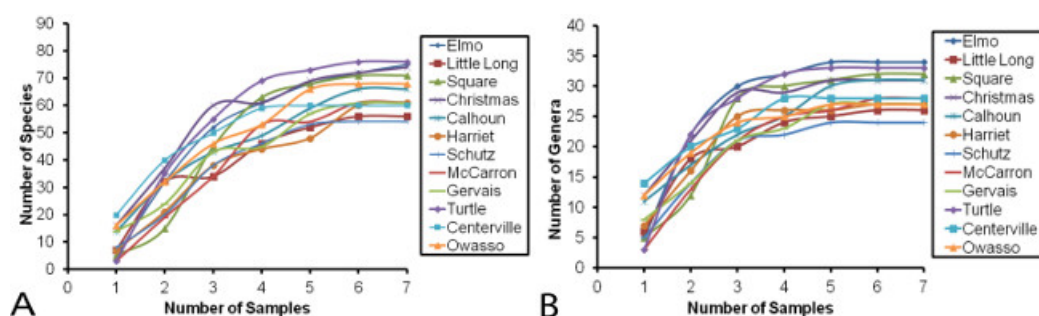 Number of Species
90
80
70
60
50
40
30
20
10
0
0 1 2 3 4 5 6 7
Number of Samples
A
Elmo
Little Long
Square
Christmas
Calhoun
Harriet
Schutz
McCarron
Gervais
Turtle
Centerville
Owasso
Number of Genera
40
35
30
25
20
15
10
5
0
0 1 2 3 4 5 6 7
Number of Samples
B
Elmo
Little Long
Square
Christmas
Calhoun
Harriet
Schutz
McCarron
Gervais
Turtle
Centerville
Owasso